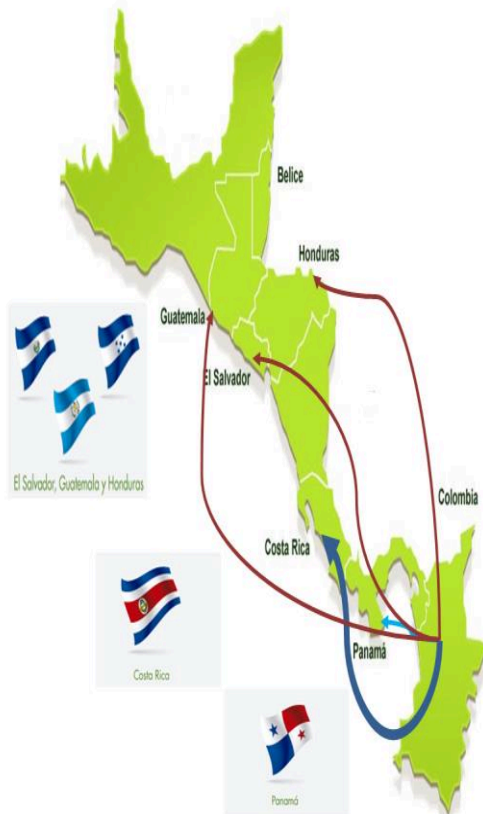 Belice
Honduras
Guatemala
El Salvador
El Salvador, Guatemala y Honduras
Colombia
Costa Rica
Costa Rica
Panamá
Panamá